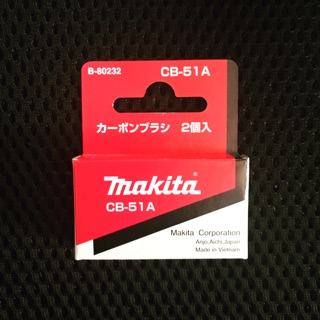 B-80232 CB-51A
カーボンブラシ 2個入
makita
CB-51A
Makita Corporation
Anjo,Aichi,Japan
Made in Vietnam